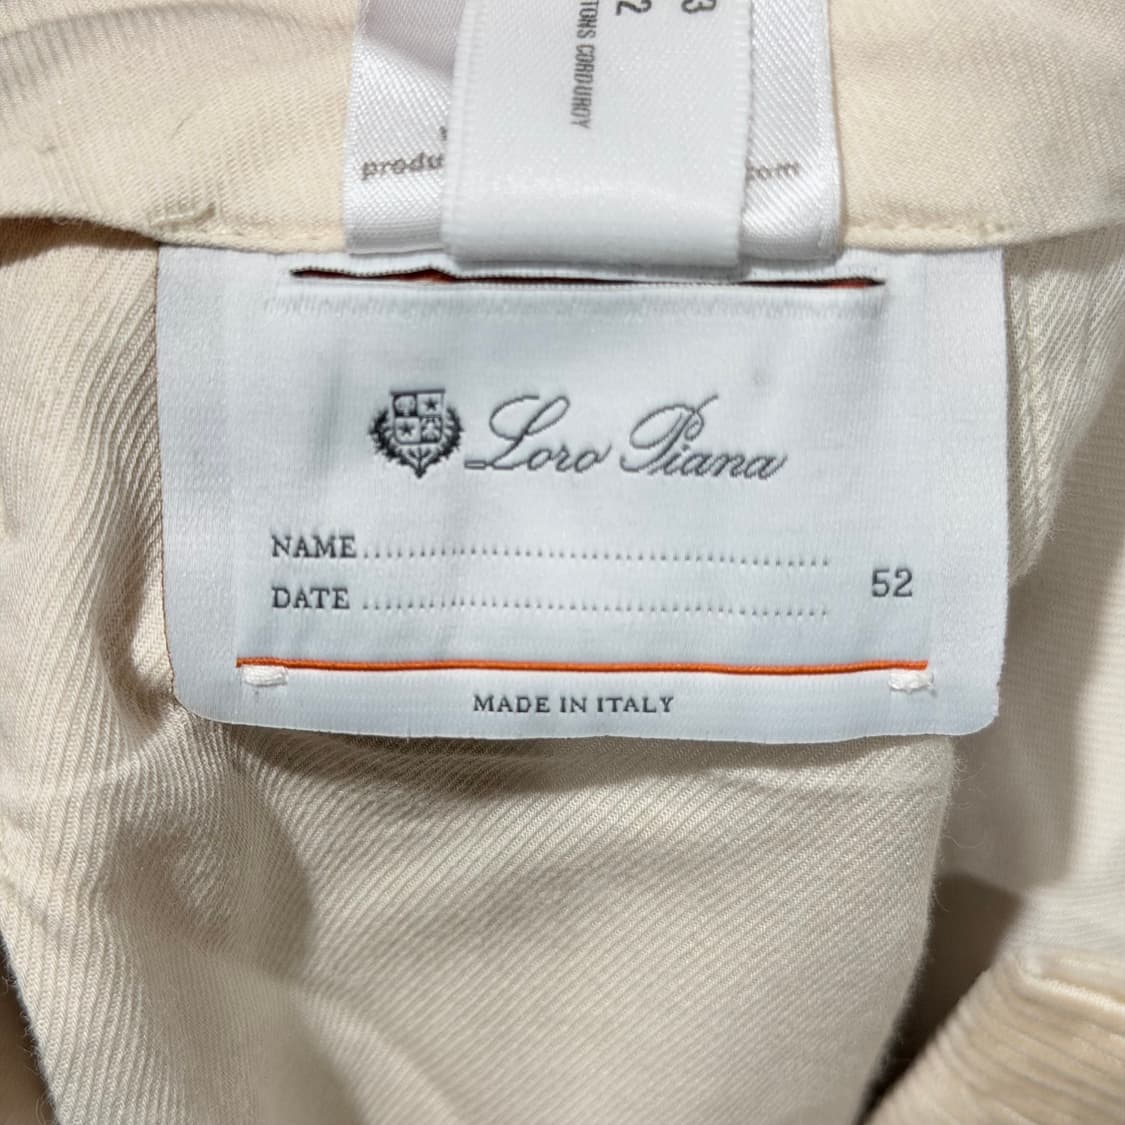 3
2
TONS CORDUROY
produ
com
Loro Piana
NAME
DATE
52
MADE IN ITALY